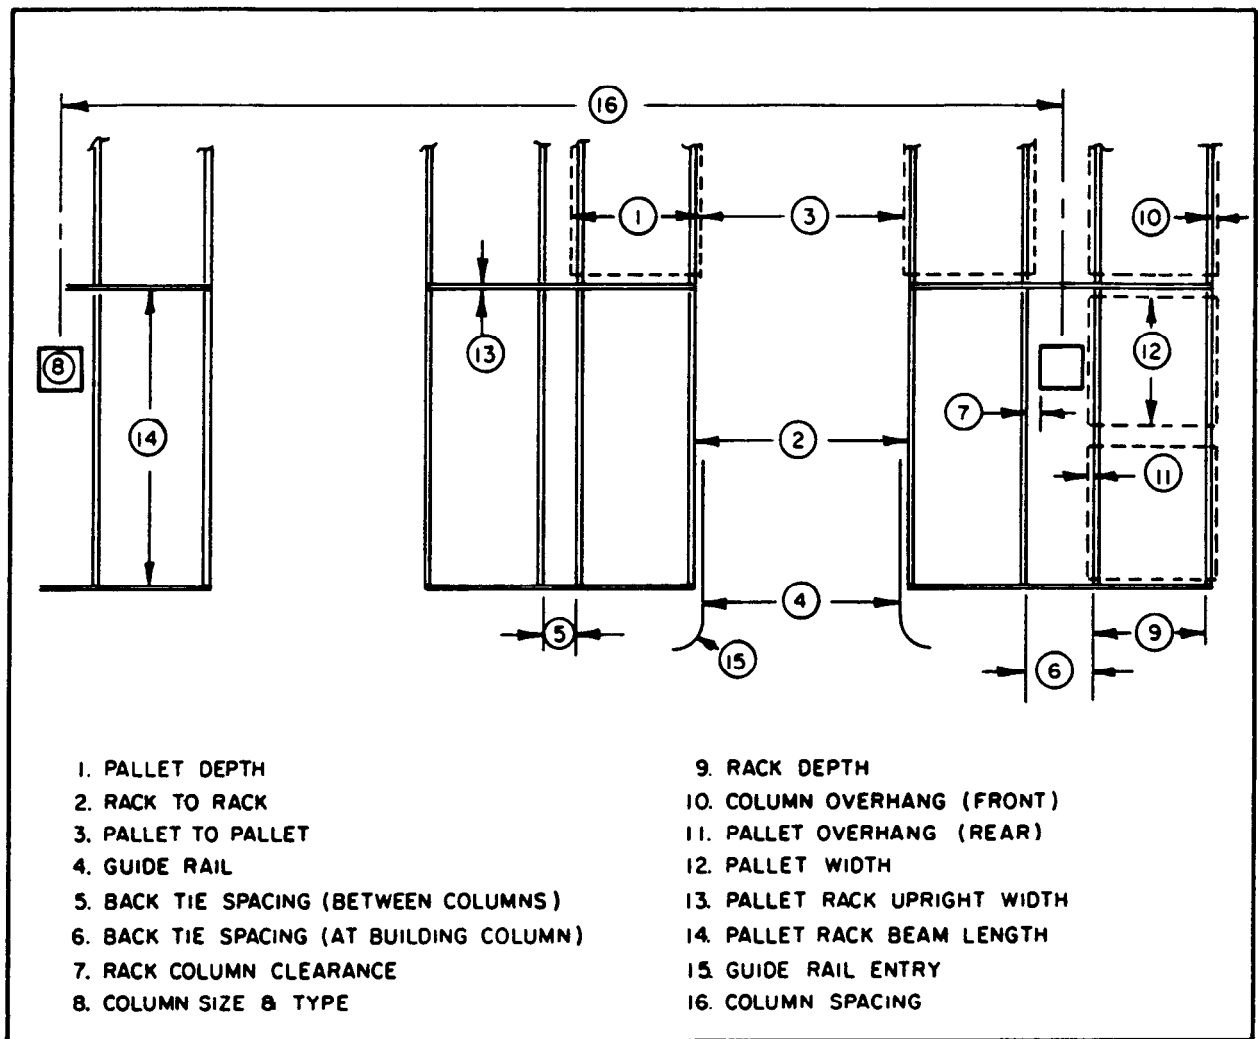 16
1
3
10
8
13
12
7
14
2
11
4
5
15
9
6
1. PALLET DEPTH
2. RACK TO RACK
3. PALLET TO PALLET
4. GUIDE RAIL
5. BACK TIE SPACING (BETWEEN COLUMNS)
6. BACK TIE SPACING (AT BUILDING COLUMN)
7. RACK COLUMN CLEARANCE
8. COLUMN SIZE & TYPE
9. RACK DEPTH
10. COLUMN OVERHANG (FRONT)
11. PALLET OVERHANG (REAR)
12. PALLET WIDTH
13. PALLET RACK UPRIGHT WIDTH
14. PALLET RACK BEAM LENGTH
15. GUIDE RAIL ENTRY
16. COLUMN SPACING